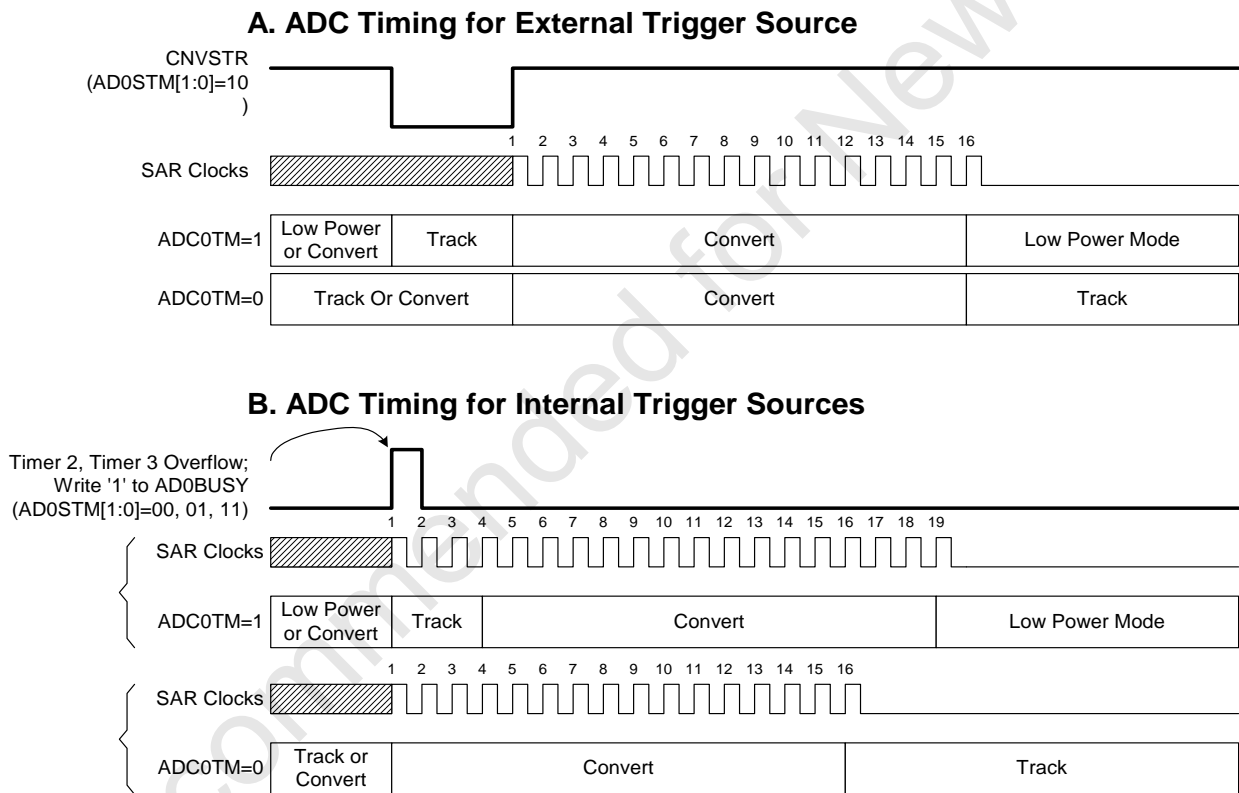 A. ADC Timing for External Trigger Source
CNVSTR
(AD0STM[1:0]=10
)
1 2 3 4 5 6 7 8 9 10 11 12 13 14 15 16
SAR Clocks
ADC0TM=1
Low Power
or Convert
Track
Convert
Low Power Mode
ADC0TM=0
Track Or Convert
Convert
Track
B. ADC Timing for Internal Trigger Sources
Timer 2, Timer 3 Overflow;
Write '1' to AD0BUSY
(AD0STM[1:0]=00, 01, 11)
1 2 3 4 5 6 7 8 9 10 11 12 13 14 15 16 17 18 19
SAR Clocks
ADC0TM=1
Low Power
or Convert
Track
Convert
Low Power Mode
1 2 3 4 5 6 7 8 9 10 11 12 13 14 15 16
SAR Clocks
ADC0TM=0
Track or
Convert
Convert
Track
commended for New